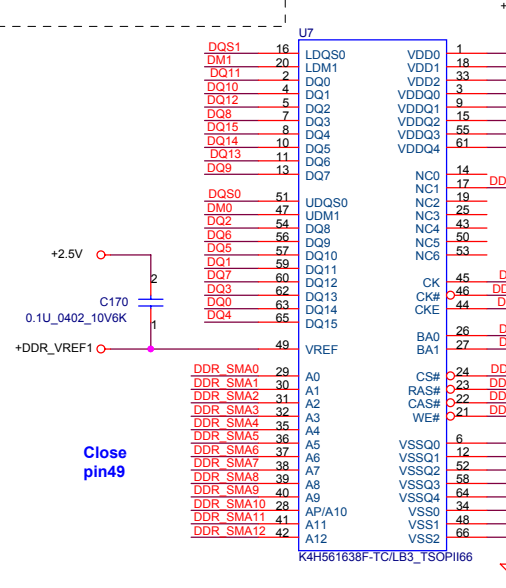 U7
DQS1 16 LDQS0 VDD0 1
DM1 20 LDM1 VDD1 18
DQ11 2 DQ0 VDD2 33
DQ10 4 DQ1 VDDQ0 3
DQ12 5 DQ2 VDDQ1 9
DQ8 7 DQ3 VDDQ2 15
DQ15 8 DQ4 VDDQ3 55
DQ14 10 DQ5 VDDQ4 61
DQ13 11 DQ6
DQ9 13 DQ7 NC0 14
NC1 17 DD
DQS0 51 UDQS0 NC2 19
DM0 47 UDM1 NC3 25
DQ2 54 DQ8 NC4 43
DQ6 56 DQ9 NC5 50
DQ5 57 DQ10 NC6 53
DQ1 59 DQ11
DQ7 60 DQ12 CK 45
DQ3 62 DQ13 CK# 46 DD
DQ0 63 DQ14 CKE 44
DQ4 65 DQ15
BA0 26
BA1 27
+2.5V
2
C170
0.1U_0402_10V6K
1
+DDR_VREF1 49 VREF
DDR_SMA0 29 A0 CS# 24 DD
DDR_SMA1 30 A1 RAS# 23 DD
DDR_SMA2 31 A2 CAS# 22 DD
DDR_SMA3 32 A3 WE# 21 DD
DDR_SMA4 35 A4
DDR_SMA5 36 A5 VSSQ0 6
DDR_SMA6 37 A6 VSSQ1 12
DDR_SMA7 38 A7 VSSQ2 52
DDR_SMA8 39 A8 VSSQ3 58
DDR_SMA9 40 A9 VSSQ4 64
DDR_SMA10 28 AP/A10 VSS0 34
DDR_SMA11 41 A11 VSS1 48
DDR_SMA12 42 A12 VSS2 66
Close
pin49
K4H561638F-TC/LB3_TSOPII66